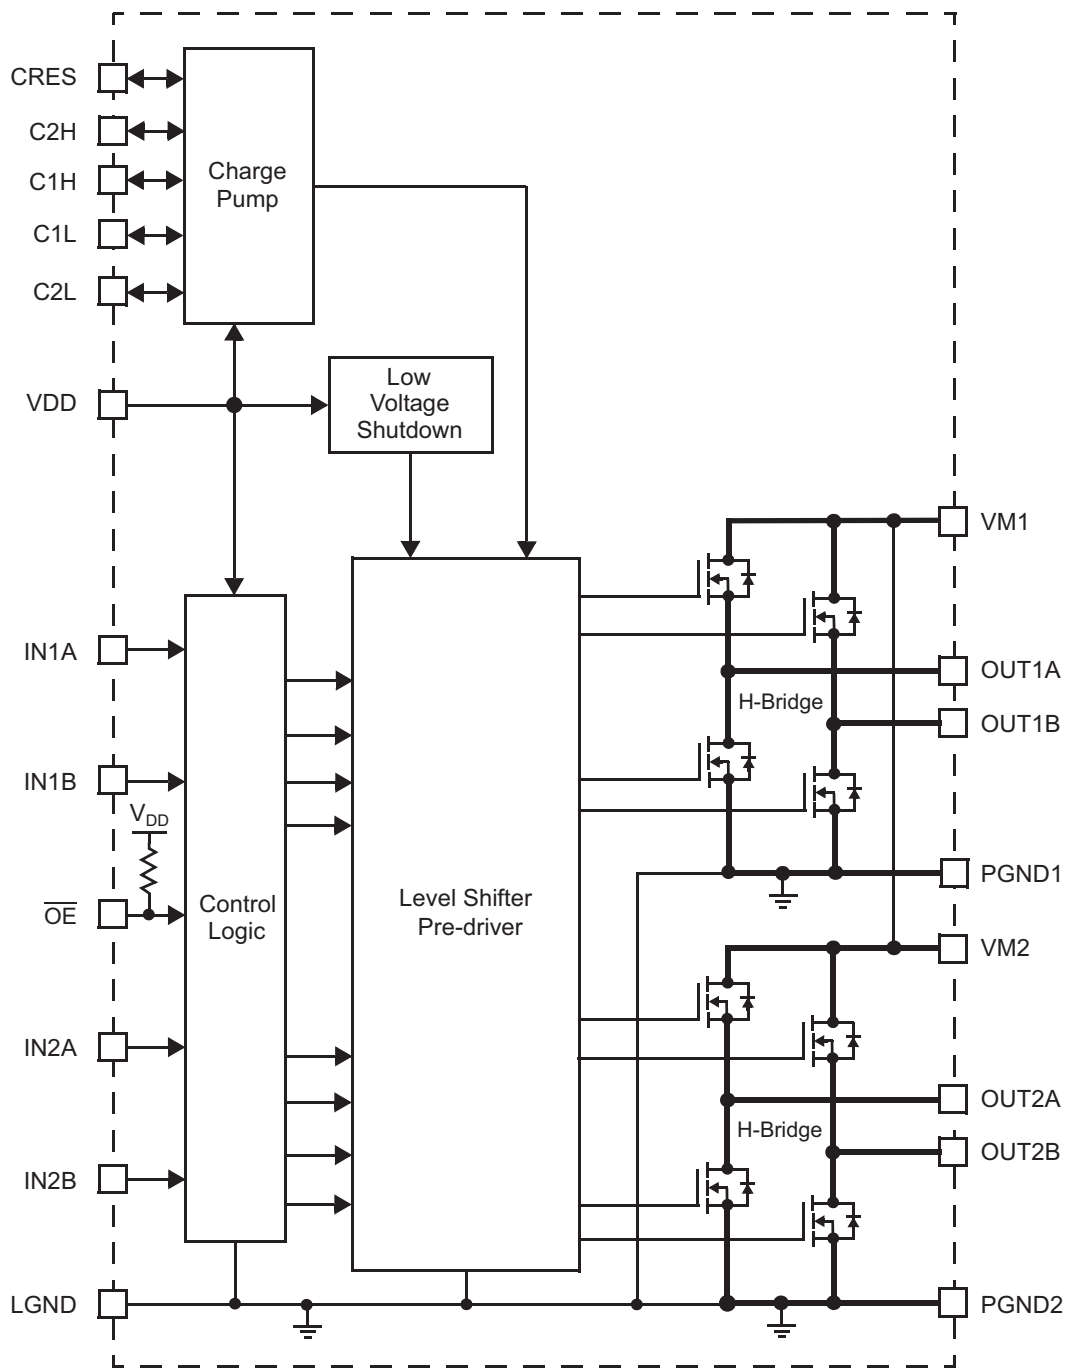 CRES
C2H
C1H
C1L
C2L
Charge
Pump
VDD
Low
Voltage
Shutdown
VM1
IN1A
OUT1A
H-Bridge
OUT1B
IN1B
VDD
PGND1
OE
Control
Logic
Level Shifter
Pre-driver
VM2
IN2A
OUT2A
H-Bridge
OUT2B
IN2B
LGND
PGND2